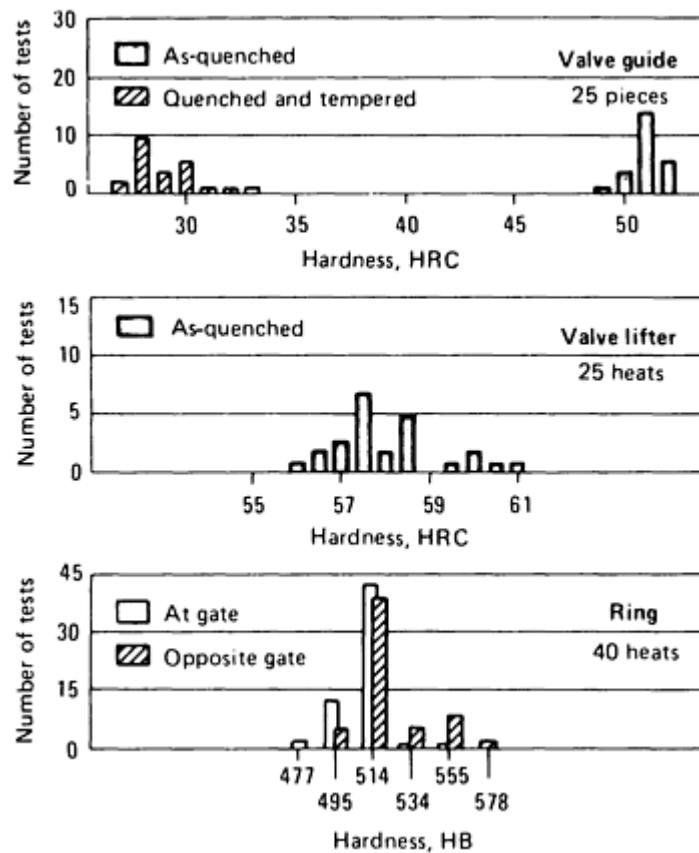 Number of tests
30
20
10
0
As-quenched
Quenched and tempered
Valve guide
25 pieces
30 35 40 45 50
Hardness, HRC
Number of tests
15
10
5
0
As-quenched
Valve lifter
25 heats
55 57 59 61
Hardness, HRC
Number of tests
45
30
15
0
At gate
Opposite gate
Ring
40 heats
477 514 555
495 534 578
Hardness, HB